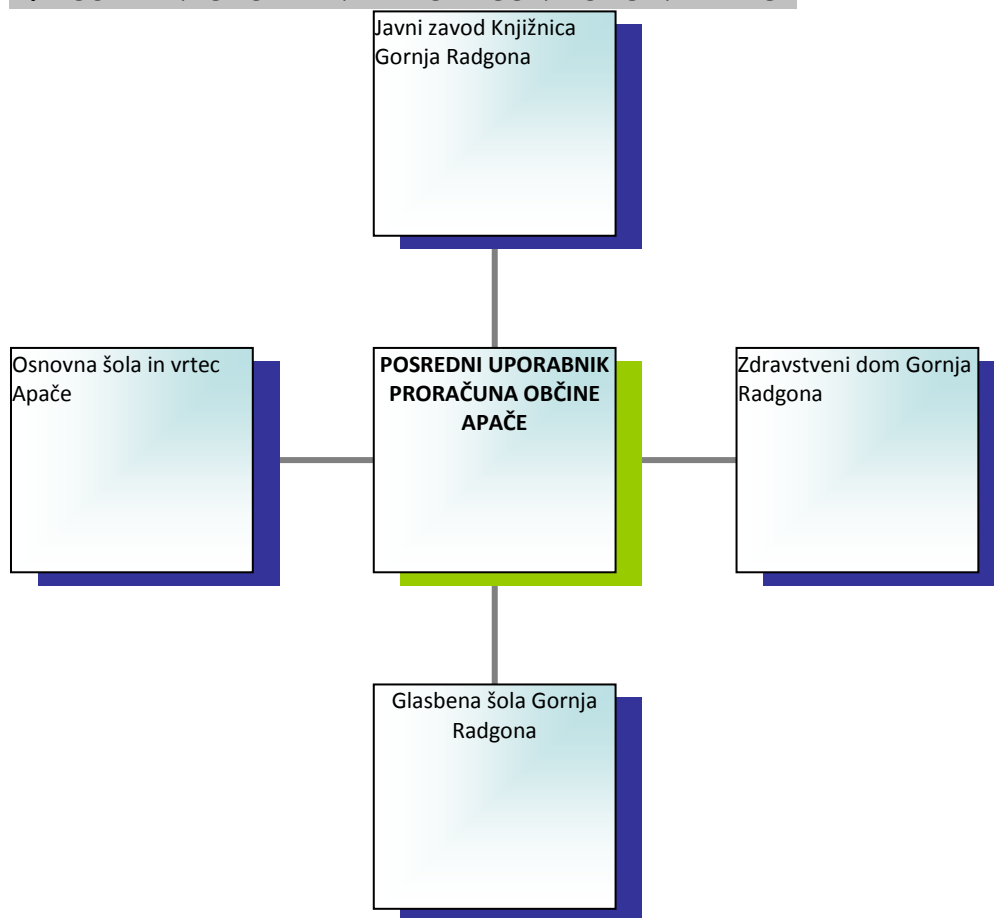 Javni zavod Knjižnica
Gornja Radgona
Osnovna šola in vrtec
Apače
POSREDNI UPORABNIK
PRORAČUNA OBČINE
APAČE
Zdravstveni dom Gornja
Radgona
Glasbena šola Gornja
Radgona